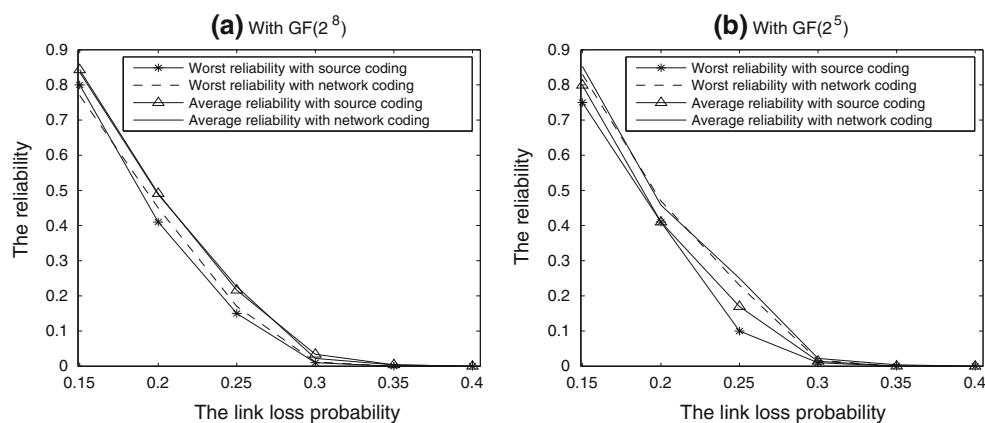 (a) With GF(2^8)
0.9
0.8
0.7
0.6
0.5
0.4
0.3
0.2
0.1
0
The reliability
Worst reliability with source coding
Worst reliability with network coding
Average reliability with source coding
Average reliability with network coding
0.15 0.2 0.25 0.3 0.35 0.4
The link loss probability
(b) With GF(2^5)
0.9
0.8
0.7
0.6
0.5
0.4
0.3
0.2
0.1
0
The reliability
Worst reliability with source coding
Worst reliability with network coding
Average reliability with source coding
Average reliability with network coding
0.15 0.2 0.25 0.3 0.35 0.4
The link loss probability